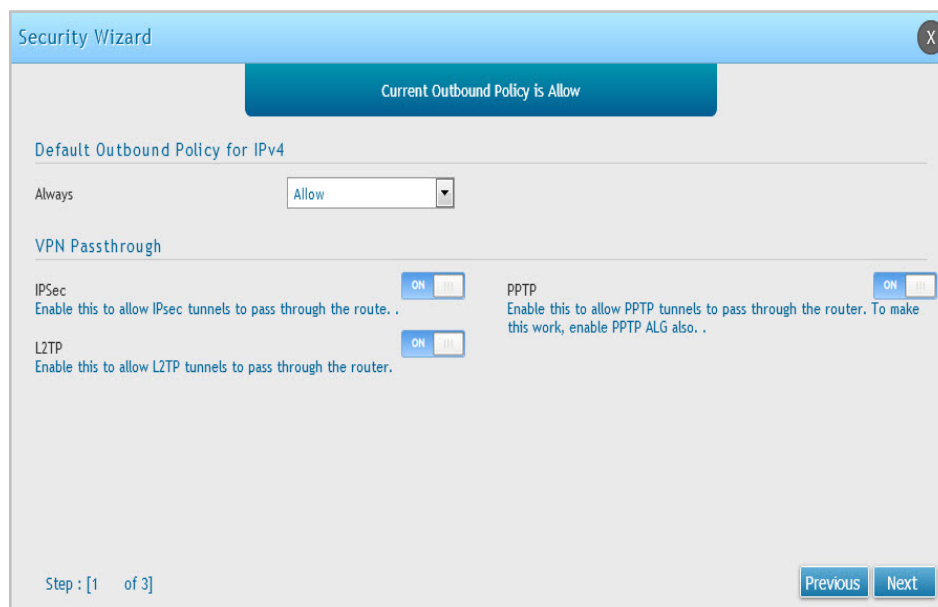 Security Wizard
X
Current Outbound Policy is Allow
Default Outbound Policy for IPv4
Always
Allow
VPN Passthrough
IPSec
ON
Enable this to allow IPsec tunnels to pass through the route. .
PPTP
ON
Enable this to allow PPTP tunnels to pass through the router. To make
this work, enable PPTP ALG also. .
L2TP
ON
Enable this to allow L2TP tunnels to pass through the router.
Step : [1 of 3]
Previous
Next